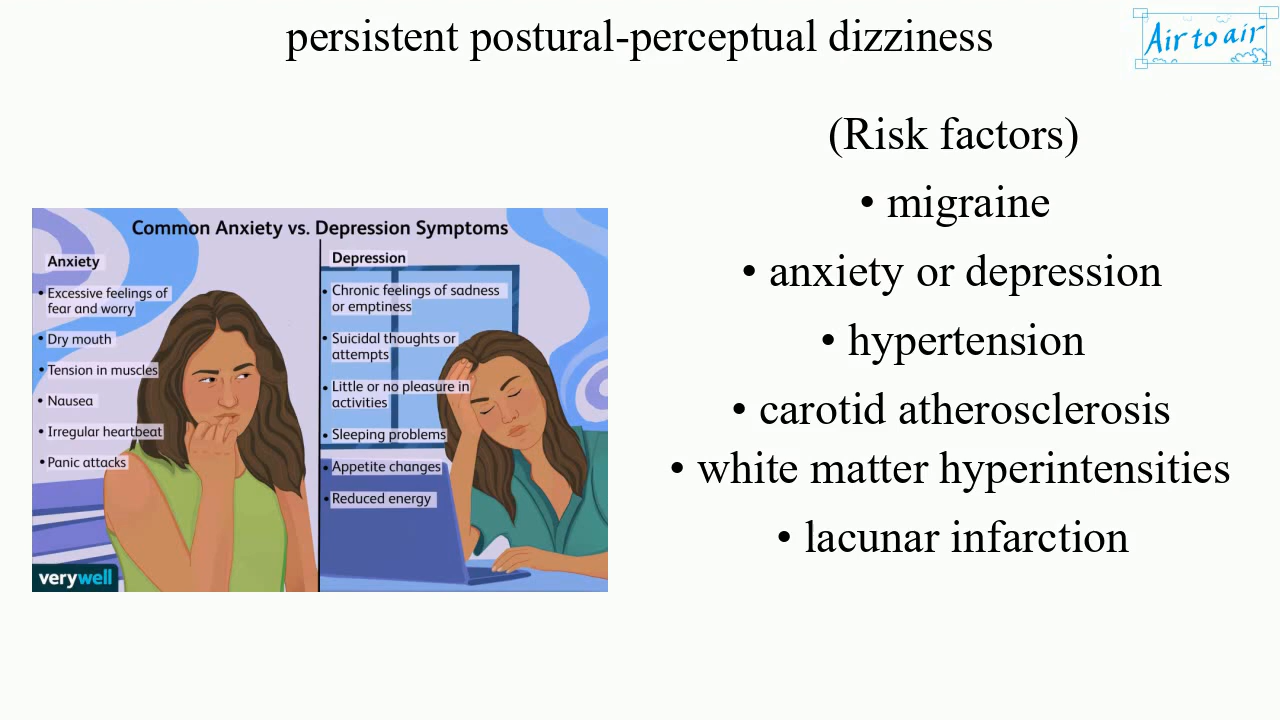 persistent postural-perceptual dizziness
Air to air
(Risk factors)
• migraine
• anxiety or depression
• hypertension
• carotid atherosclerosis
• white matter hyperintensities
• lacunar infarction
Common Anxiety vs. Depression Symptoms
Anxiety
• Excessive feelings of
fear and worry
• Dry mouth
• Tension in muscles
• Nausea
• Irregular heartbeat
• Panic attacks
Depression
• Chronic feelings of sadness
or emptiness
• Suicidal thoughts or
attempts
• Little or no pleasure in
activities
• Sleeping problems
• Appetite changes
• Reduced energy
verywell